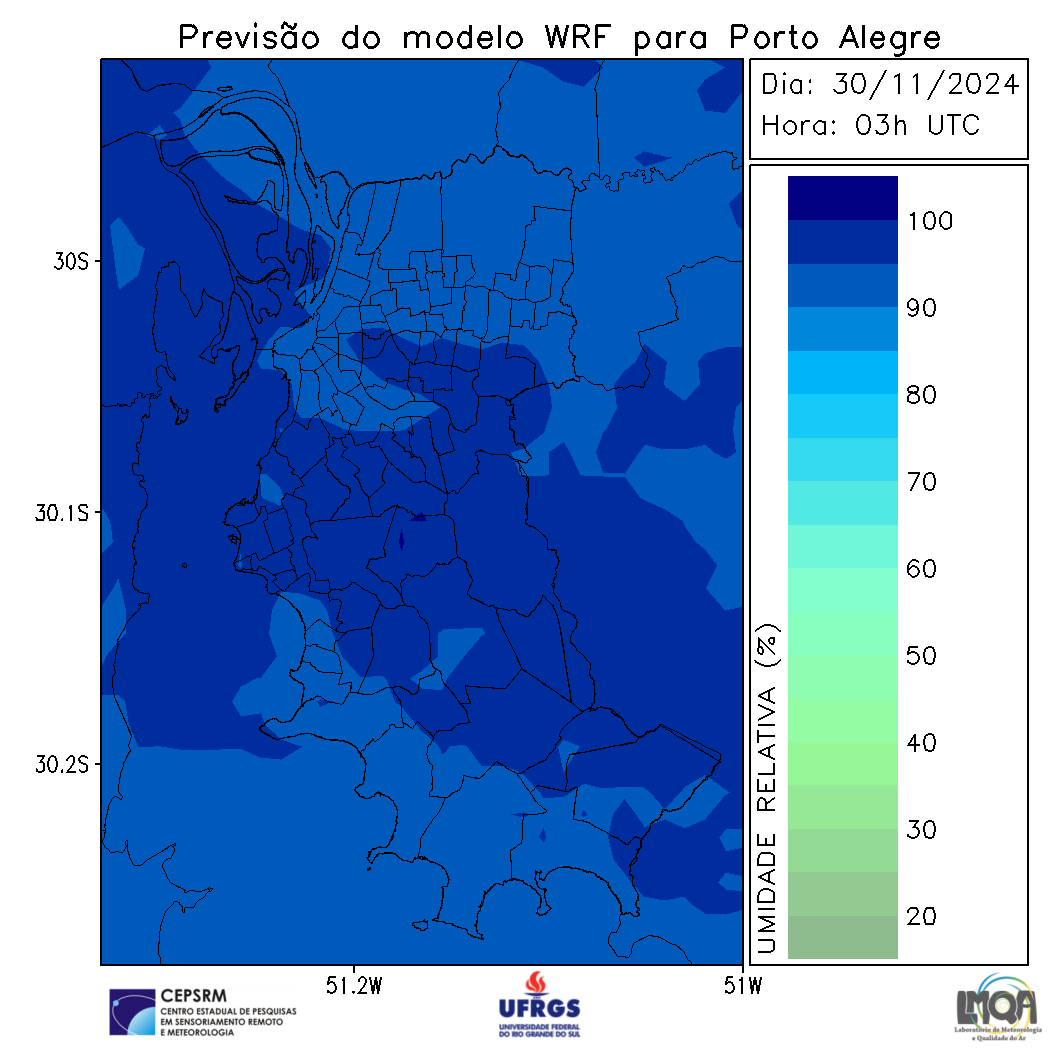 Previsão do modelo WRF para Porto Alegre
Dia: 30/11/2024
Hora: 03h UTC
30S
30.1S
30.2S
51.2W
51W
UMIDADE RELATIVA (%)
100
90
80
70
60
50
40
30
20
CEPSRM
CENTRO ESTADUAL DE PESQUISAS
EM SENSORIAMENTO REMOTO
E METEOROLOGIA
UFRGS
UNIVERSIDADE FEDERAL
DO RIO GRANDE DO SUL
LMQA
Laboratório de Meteorologia
e Qualidade do Ar